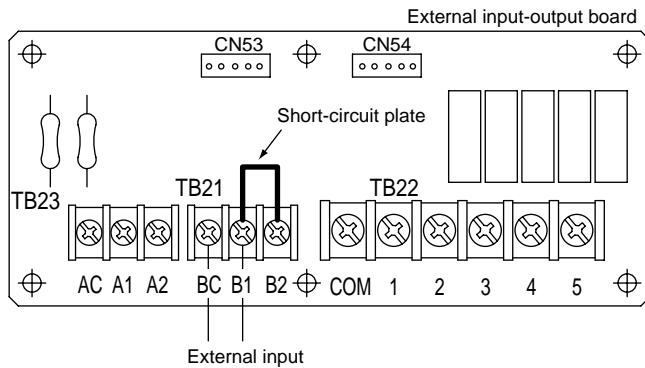 External input-output board
CN53 CN54
Short-circuit plate
TB23 TB21 TB22
AC A1 A2 BC B1 B2 COM 1 2 3 4 5
External input